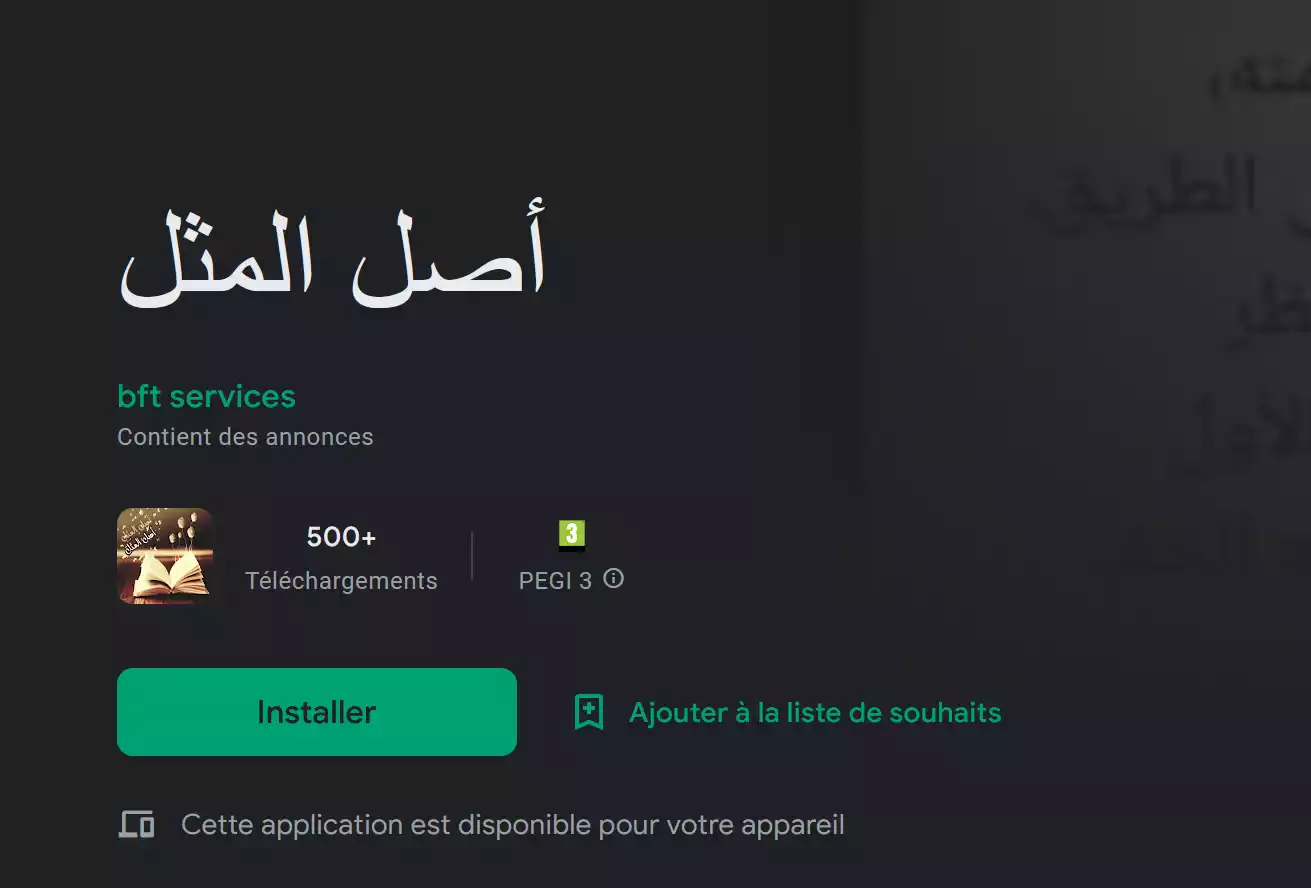 أصل المثل
bft services
Contient des annonces
500+
Téléchargements
3
PEGI 3
Installer
Ajouter à la liste de souhaits
Cette application est disponible pour votre appareil
الطريق